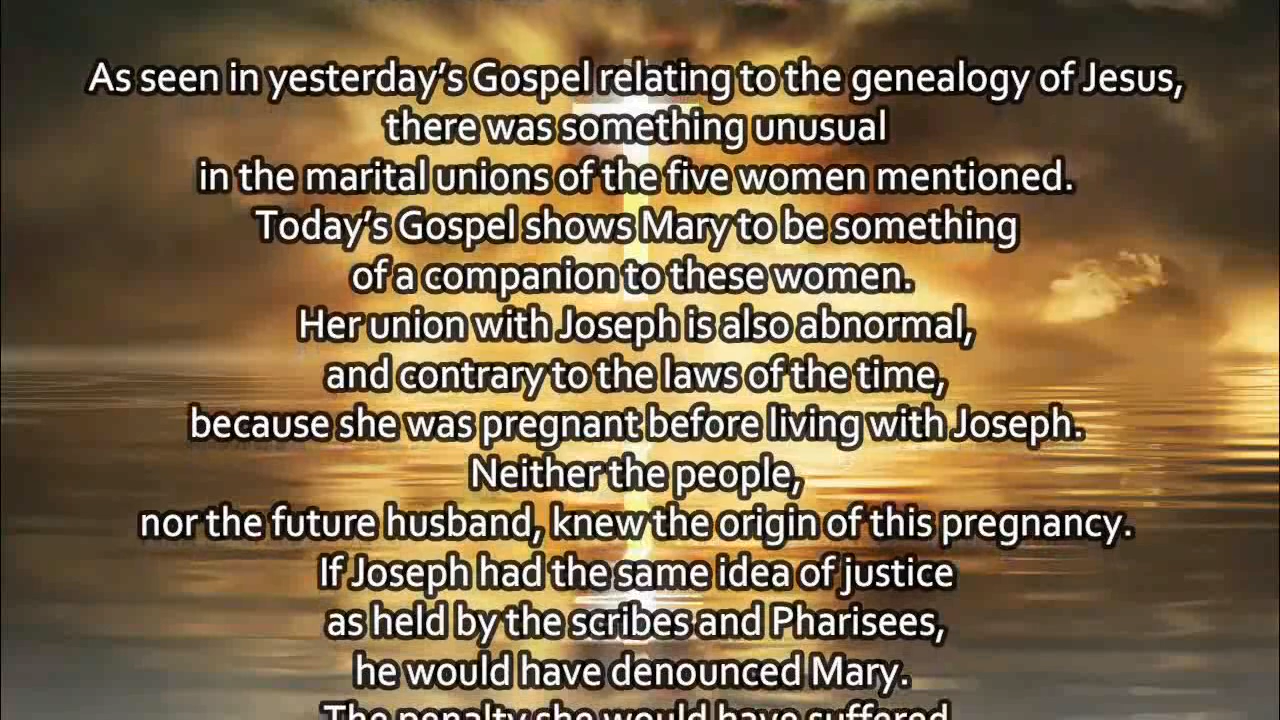 As seen in yesterday's Gospel relating to the genealogy of Jesus,
there was something unusual
in the marital unions of the five women mentioned.
Today's Gospel shows Mary to be something
of a companion to these women.
Her union with Joseph is also abnormal,
and contrary to the laws of the time,
because she was pregnant before living with Joseph.
Neither the people,
nor the future husband, knew the origin of this pregnancy.
If Joseph had the same idea of justice
as held by the scribes and Pharisees,
he would have denounced Mary.
The penalty she would have suffered